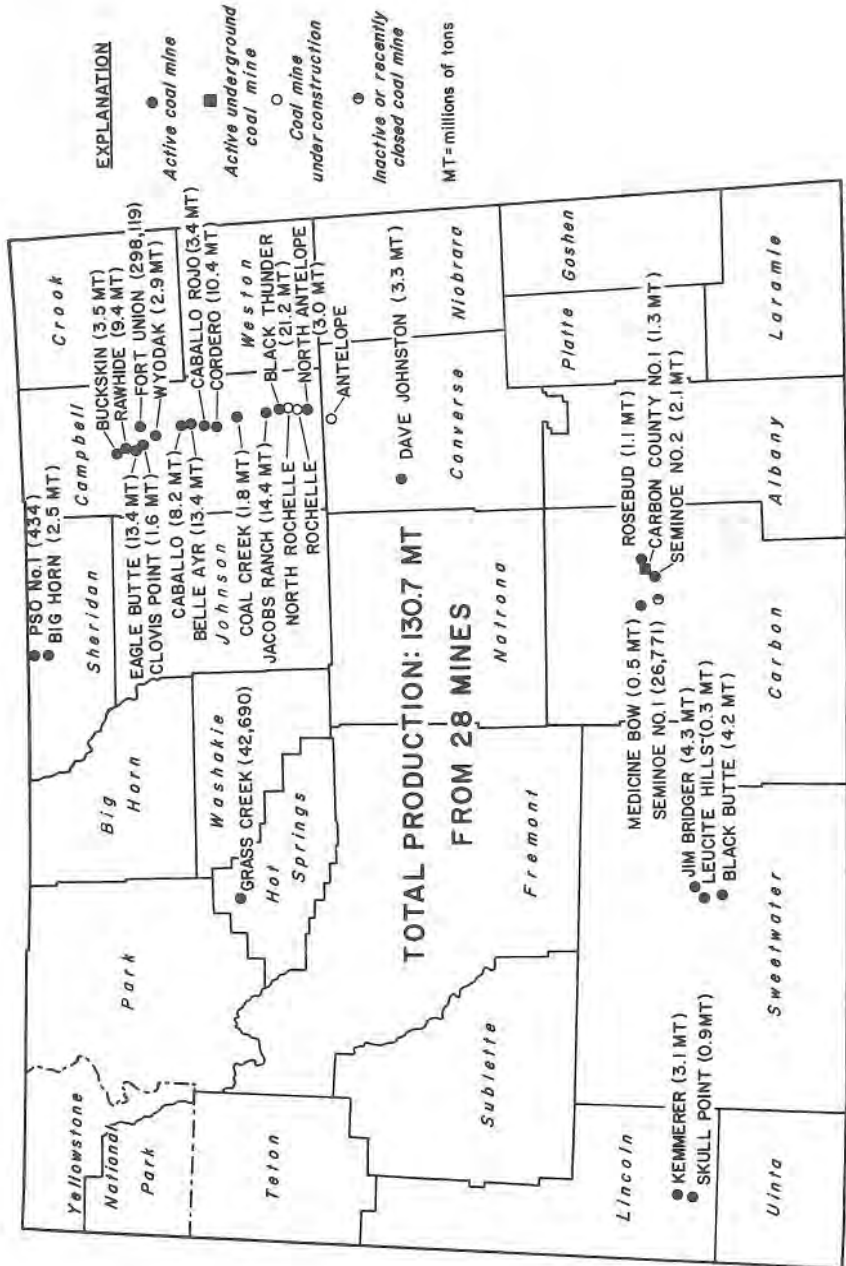 EXPLANATION
Active coal mine
Active underground
coal mine
Coal mine
under construction
Inactive or recently
closed coal mine
MT=millions of tons
Yellowstone
National
Park
Park
Teton
Big
Horn
Sheridan
PSO No.1 (434)
BIG HORN (2.5 MT)
Campbell
Crook
BUCKSKIN (3.5 MT)
RAWHIDE (9.4 MT)
FORT UNION (298,119)
WYODAK (2.9 MT)
EAGLE BUTTE (13.4 MT)
CLOVIS POINT (1.6 MT)
CABALLO (8.2 MT)
BELLE AYR (13.4 MT)
CABALLO ROJO (3.4 MT)
CORDERO (10.4 MT)
Johnson
Weston
COAL CREEK (1.8 MT)
JACOBS RANCH (14.4 MT)
BLACK THUNDER
(21.2 MT)
NORTH ANTELOPE
(3.0 MT)
NORTH ROCHELLE
ROCHELLE
ANTELOPE
Washakie
GRASS CREEK (42,690)
Hot
Springs
TOTAL PRODUCTION: 130.7 MT
FROM 28 MINES
DAVE JOHNSTON (3.3 MT)
Converse
Niobrara
Natrona
Fremont
Sublette
Platte
Goshen
Lincoln
KEMMERER (3.1 MT)
SKULL POINT (0.9 MT)
Uinta
Sweetwater
JIM BRIDGER (4.3 MT)
LEUCITE HILLS (0.3 MT)
BLACK BUTTE (4.2 MT)
MEDICINE BOW (0.5 MT)
SEMINOE NO.1 (26,771)
ROSEBUD (1.1 MT)
CARBON COUNTY NO.1 (1.3 MT)
SEMINOE NO.2 (2.1 MT)
Carbon
Albany
Laramie